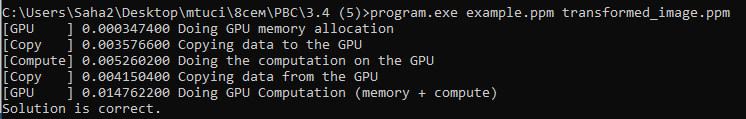 C:\Users\Saha2\Desktop\mtuci\8сем\РВС\3.4 (5)>program.exe example.ppm transformed_image.ppm
[GPU    ] 0.000347400 Doing GPU memory allocation
[Copy   ] 0.003576600 Copying data to the GPU
[Compute] 0.005260200 Doing the computation on the GPU
[Copy   ] 0.004150400 Copying data from the GPU
[GPU    ] 0.014762200 Doing GPU Computation (memory + compute)
Solution is correct.